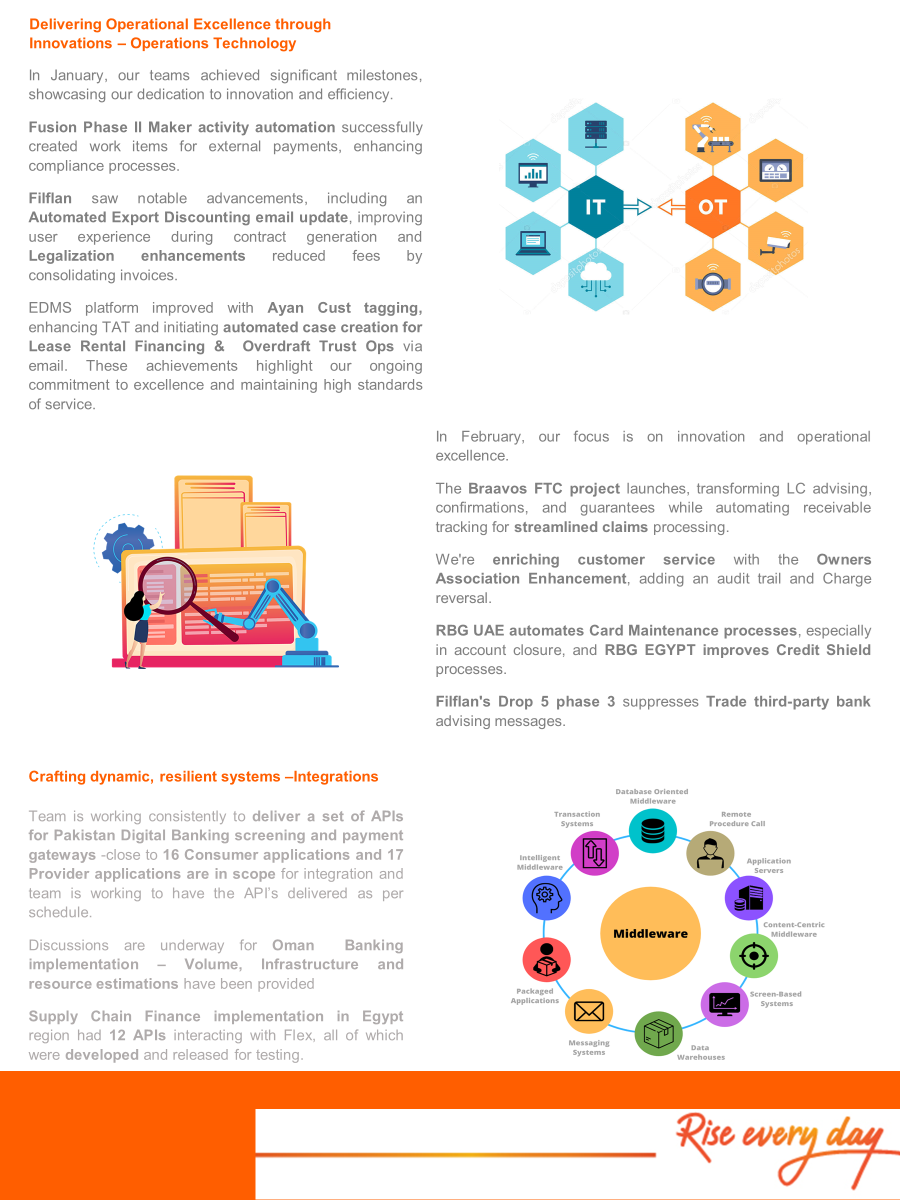 Delivering Operational Excellence through
Innovations – Operations Technology
In January, our teams achieved significant milestones,
showcasing our dedication to innovation and efficiency.
Fusion Phase II Maker activity automation successfully
created work items for external payments, enhancing
compliance processes.
Filflan saw notable advancements, including an
Automated Export Discounting email update, improving
user experience during contract generation and
Legalization enhancements reduced fees by
consolidating invoices.
EDMS platform improved with Ayan Cust tagging,
enhancing TAT and initiating automated case creation for
Lease Rental Financing & Overdraft Trust Ops via
email. These achievements highlight our ongoing
commitment to excellence and maintaining high standards
of service.
IT
OT
In February, our focus is on innovation and operational
excellence.
The Braavos FTC project launches, transforming LC advising,
confirmations, and guarantees while automating receivable
tracking for streamlined claims processing.
We're enriching customer service with the Owners
Association Enhancement, adding an audit trail and Charge
reversal.
RBG UAE automates Card Maintenance processes, especially
in account closure, and RBG EGYPT improves Credit Shield
processes.
Filflan's Drop 5 phase 3 suppresses Trade third-party bank
advising messages.
Crafting dynamic, resilient systems –Integrations
Team is working consistently to deliver a set of APIs
for Pakistan Digital Banking screening and payment
gateways -close to 16 Consumer applications and 17
Provider applications are in scope for integration and
team is working to have the API's delivered as per
schedule.
Discussions are underway for Oman Banking
implementation – Volume, Infrastructure and
resource estimations have been provided
Supply Chain Finance implementation in Egypt
region had 12 APIs interacting with Flex, all of which
were developed and released for testing.
Database Oriented
Middleware
Remote
Procedure Call
Application
Servers
Content-Centric
Middleware
Screen-Based
Systems
Data
Warehouses
Messaging
Systems
Packaged
Applications
Intelligent
Middleware
Transaction
Systems
Middleware
Rise every day